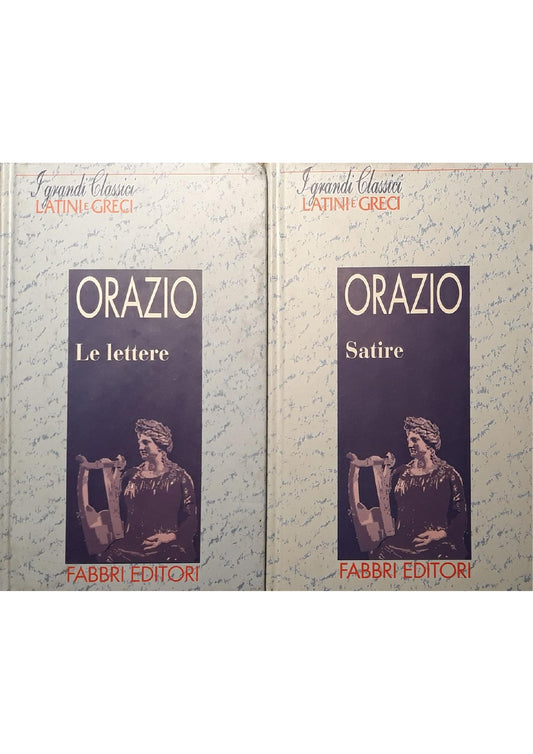 I grandi Classici
LATINI E GRECI
ORAZIO
Le lettere
FABBRI EDITORI
I grandi Classici
LATINI E GRECI
ORAZIO
Satire
FABBRI EDITORI